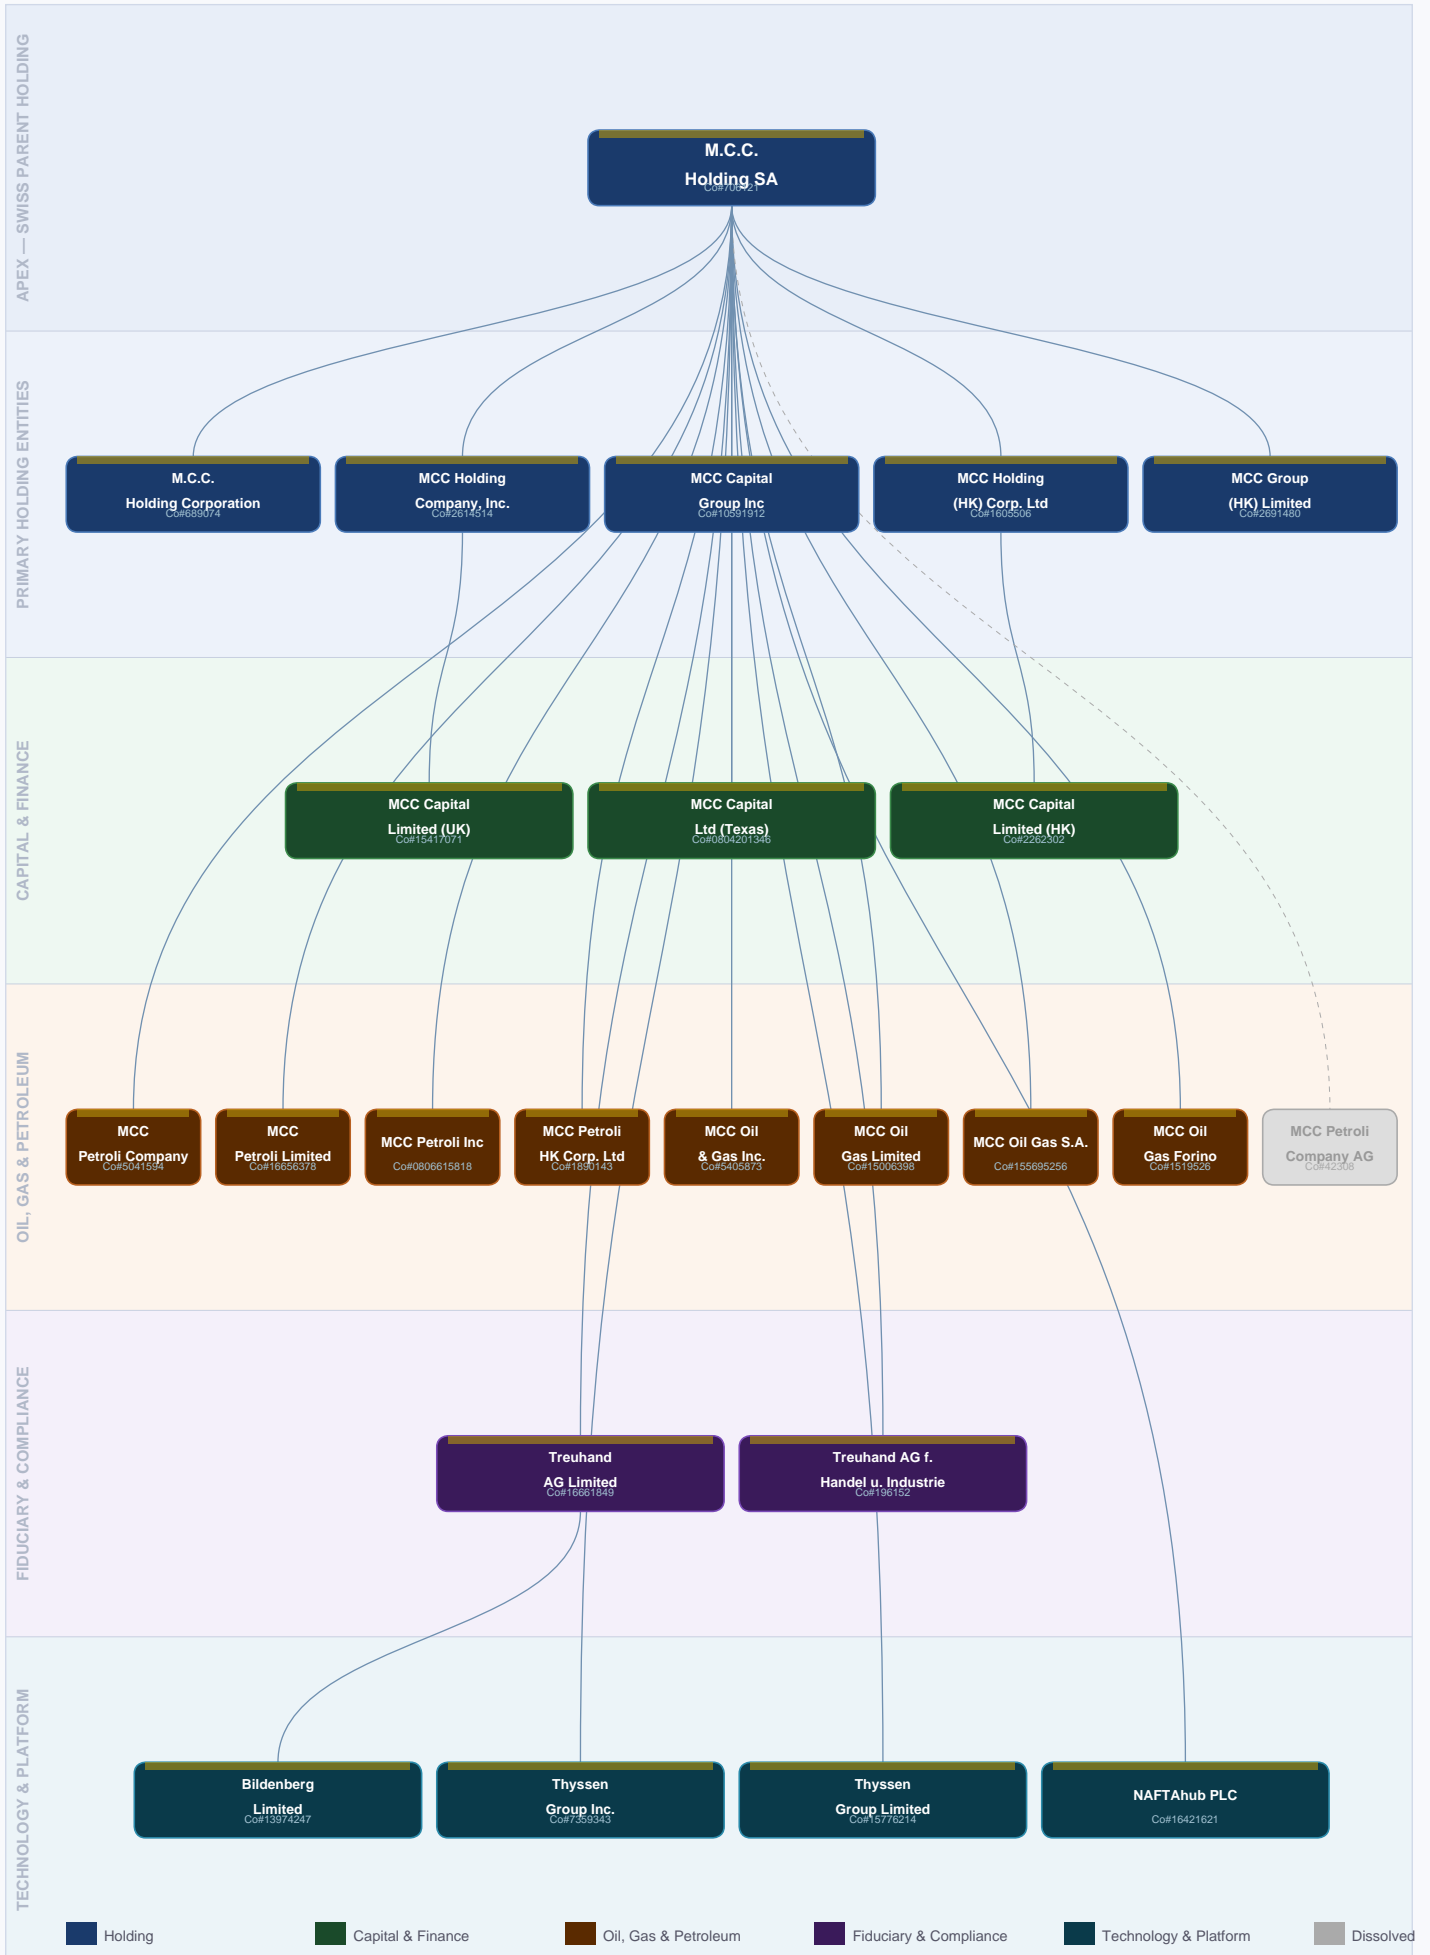 APEX — SWISS PARENT HOLDING
M.C.C.
Holding SA
Co#706421
PRIMARY HOLDING ENTITIES
M.C.C.
Holding Corporation
Co#689074
MCC Holding
Company, Inc.
Co#2614514
MCC Capital
Group Inc
Co#10591912
MCC Holding
(HK) Corp. Ltd
Co#1605506
MCC Group
(HK) Limited
Co#2691480
CAPITAL & FINANCE
MCC Capital
Limited (UK)
Co#15417071
MCC Capital
Ltd (Texas)
Co#0804201346
MCC Capital
Limited (HK)
Co#2262302
OIL, GAS & PETROLEUM
MCC
Petroli Company
Co#5041594
MCC
Petroli Limited
Co#16656378
MCC Petroli Inc
Co#0806615818
MCC Petroli
HK Corp. Ltd
Co#1890143
MCC Oil
& Gas Inc.
Co#5405873
MCC Oil
Gas Limited
Co#15006398
MCC Oil Gas S.A.
Co#155695256
MCC Oil
Gas Forino
Co#1519526
MCC Petroli
Company AG
Co#42308
FIDUCIARY & COMPLIANCE
Treuhand
AG Limited
Co#16661849
Treuhand AG f.
Handel u. Industrie
Co#196152
TECHNOLOGY & PLATFORM
Bildenberg
Limited
Co#13974247
Thyssen
Group Inc.
Co#7359343
Thyssen
Group Limited
Co#15776214
NAFTAhub PLC
Co#16421621
Holding
Capital & Finance
Oil, Gas & Petroleum
Fiduciary & Compliance
Technology & Platform
Dissolved